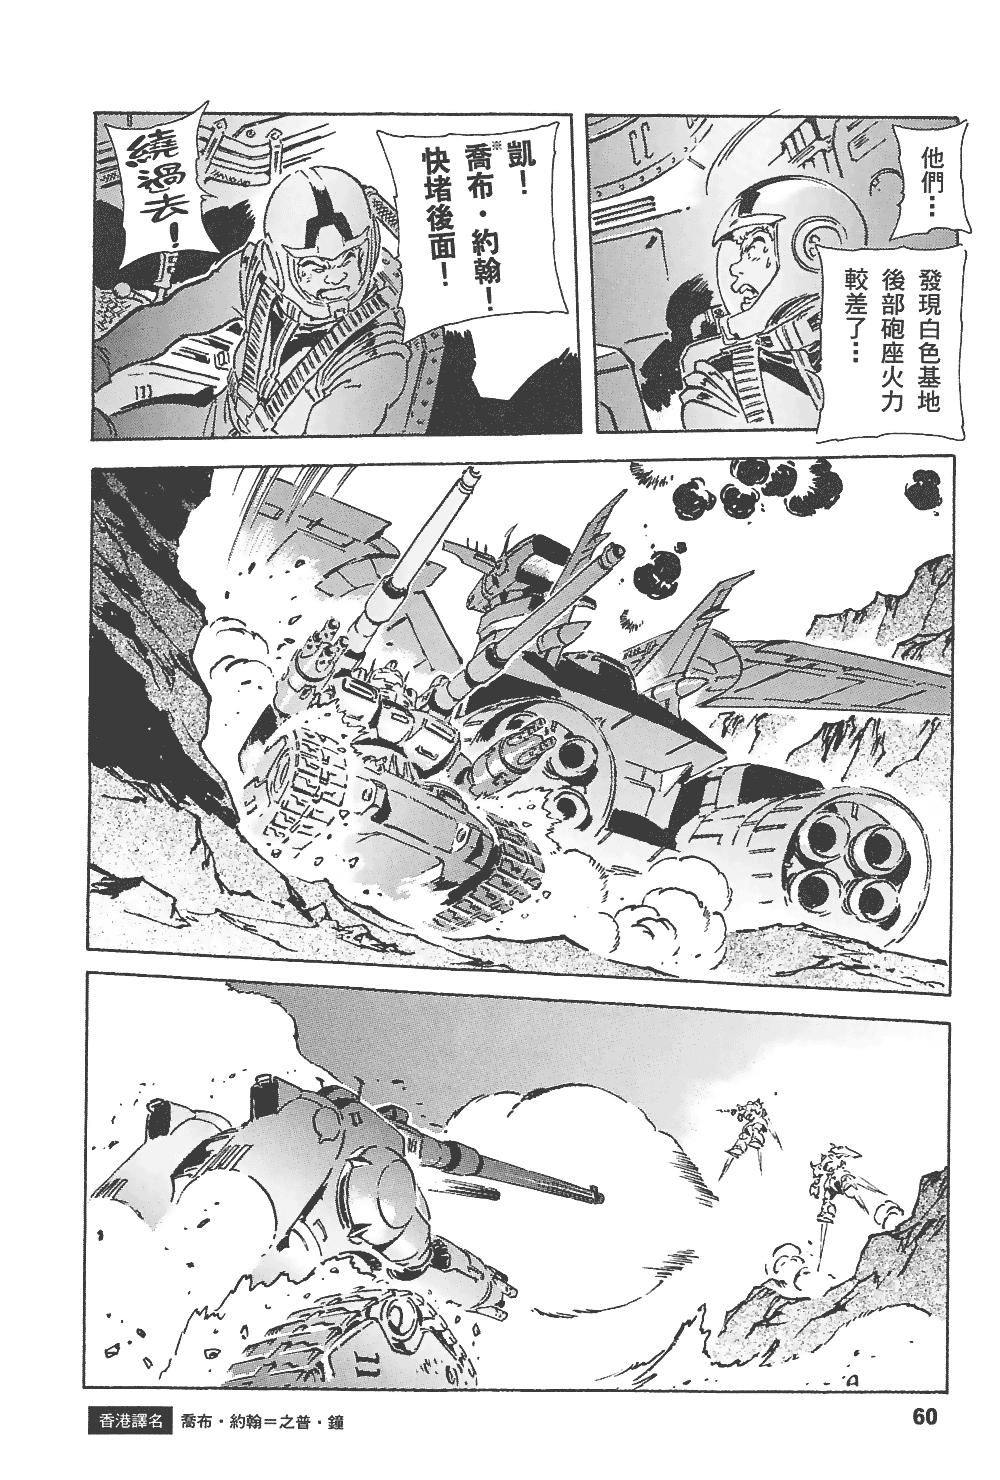 他們…
發現白色基地
後部砲座火力
較差了…
凱！
※喬布・約翰！
快堵後面！
繞過去！
11
香港譯名 喬布・約翰＝之普・鐘
60